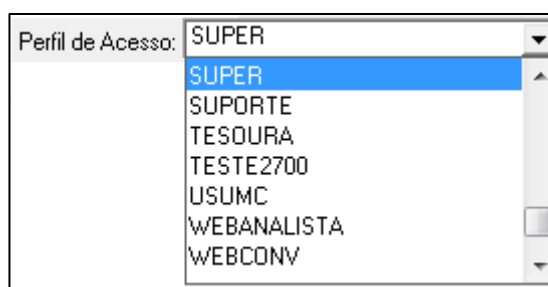 Perfil de Acesso: SUPER
SUPER
SUPORTE
TESOURA
TESTE2700
USUMC
WEBANALISTA
WEBCONV